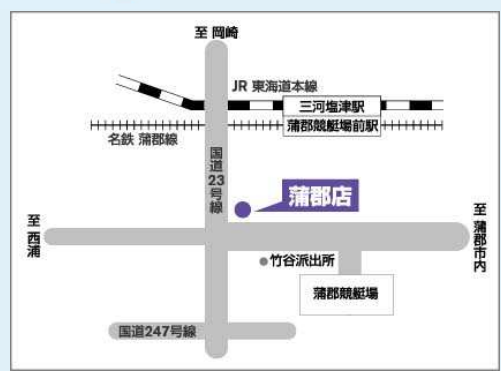 至 岡崎
JR 東海道本線
三河塩津駅
蒲郡競艇場前駅
名鉄 蒲郡線
国道23号線
蒲郡店
至 西浦
至 蒲郡市内
竹谷派出所
蒲郡競艇場
国道247号線